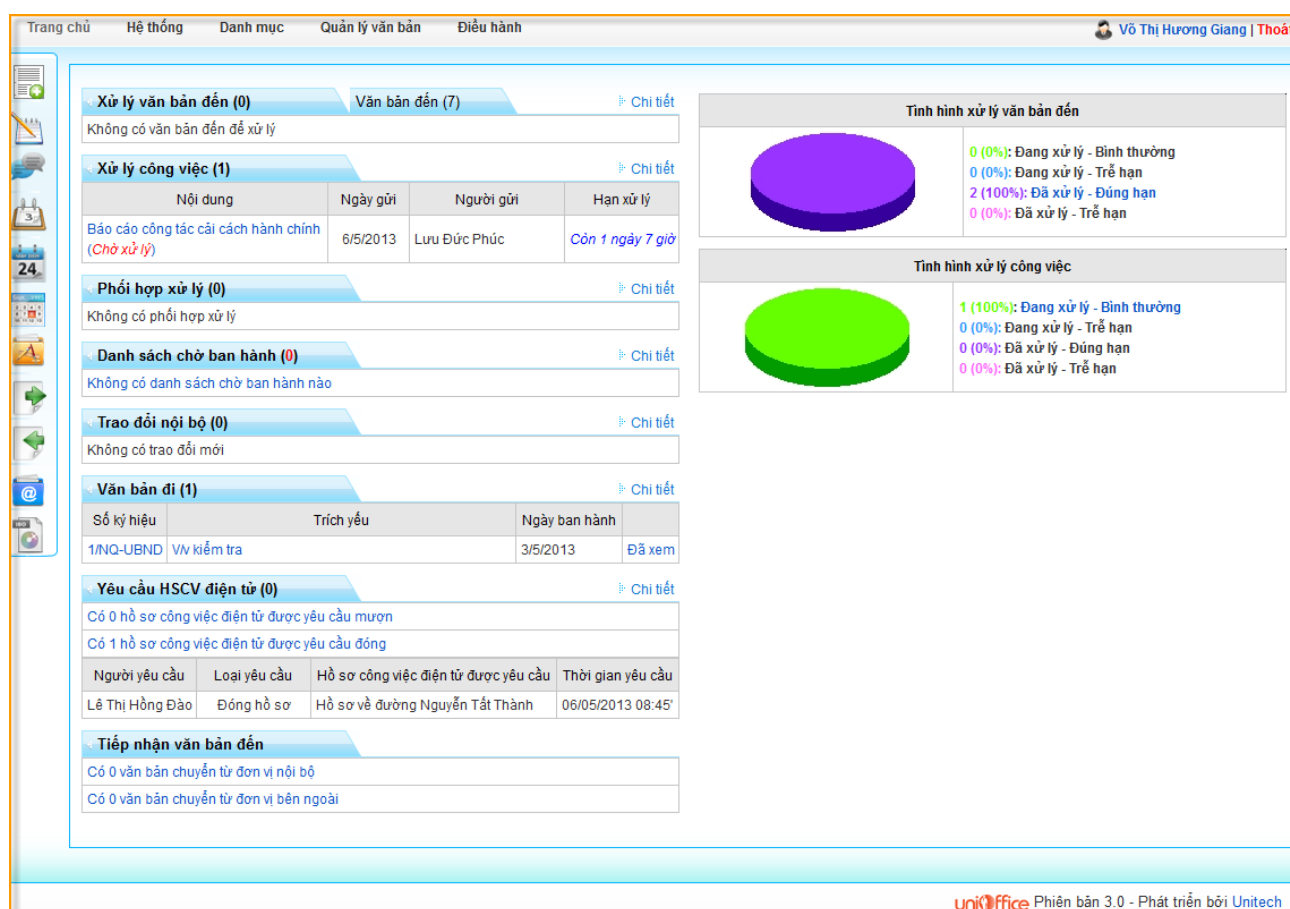 Trang chủ Hệ thống Danh mục Quản lý văn bản Điều hành
Võ Thị Hương Giang | Thoát
Xử lý văn bản đến (0) Văn bản đến (7) Chi tiết
Không có văn bản đến để xử lý
Xử lý công việc (1) Chi tiết
Nội dung Ngày gửi Người gửi Hạn xử lý
Báo cáo công tác cải cách hành chính
(Chờ xử lý) 6/5/2013 Lưu Đức Phúc Còn 1 ngày 7 giờ
Phối hợp xử lý (0) Chi tiết
Không có phối hợp xử lý
Danh sách chờ ban hành (0) Chi tiết
Không có danh sách chờ ban hành nào
Trao đổi nội bộ (0) Chi tiết
Không có trao đổi mới
Văn bản đi (1) Chi tiết
Số ký hiệu Trích yếu Ngày ban hành
1/NQ-UBND V/v kiểm tra 3/5/2013 Đã xem
Yêu cầu HSCV điện tử (0) Chi tiết
Có 0 hồ sơ công việc điện tử được yêu cầu mượn
Có 1 hồ sơ công việc điện tử được yêu cầu đóng
Người yêu cầu Loại yêu cầu Hồ sơ công việc điện tử được yêu cầu Thời gian yêu cầu
Lê Thị Hồng Đào Đóng hồ sơ Hồ sơ về đường Nguyễn Tất Thành 06/05/2013 08:45'
Tiếp nhận văn bản đến
Có 0 văn bản chuyển từ đơn vị nội bộ
Có 0 văn bản chuyển từ đơn vị bên ngoài
Tình hình xử lý văn bản đến
0 (0%): Đang xử lý - Bình thường
0 (0%): Đang xử lý - Trễ hạn
2 (100%): Đã xử lý - Đúng hạn
0 (0%): Đã xử lý - Trễ hạn
Tình hình xử lý công việc
1 (100%): Đang xử lý - Bình thường
0 (0%): Đang xử lý - Trễ hạn
0 (0%): Đã xử lý - Đúng hạn
0 (0%): Đã xử lý - Trễ hạn
3
24
@
ISO
uniOffice Phiên bản 3.0 - Phát triển bởi Unitech